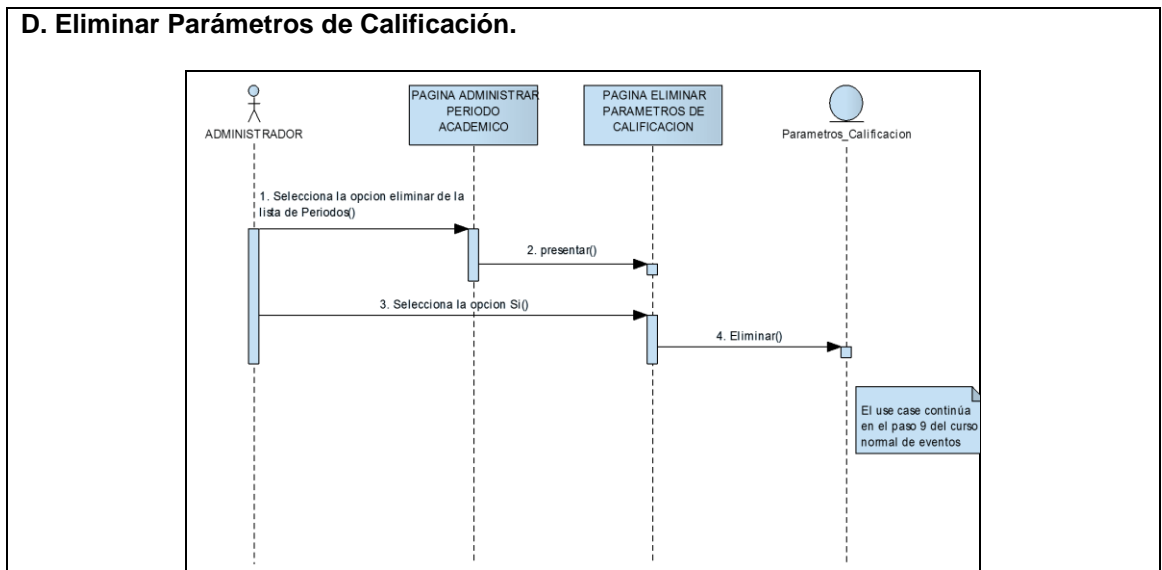 D. Eliminar Parámetros de Calificación.
ADMINISTRADOR
PAGINA ADMINISTRAR
PERIODO
ACADEMICO
PAGINA ELIMINAR
PARAMETROS DE
CALIFICACION
Parametros_Calificacion
1. Selecciona la opcion eliminar de la
lista de Periodos()
2. presentar()
3. Selecciona la opcion Si()
4. Eliminar()
El use case continúa
en el paso 9 del curso
normal de eventos